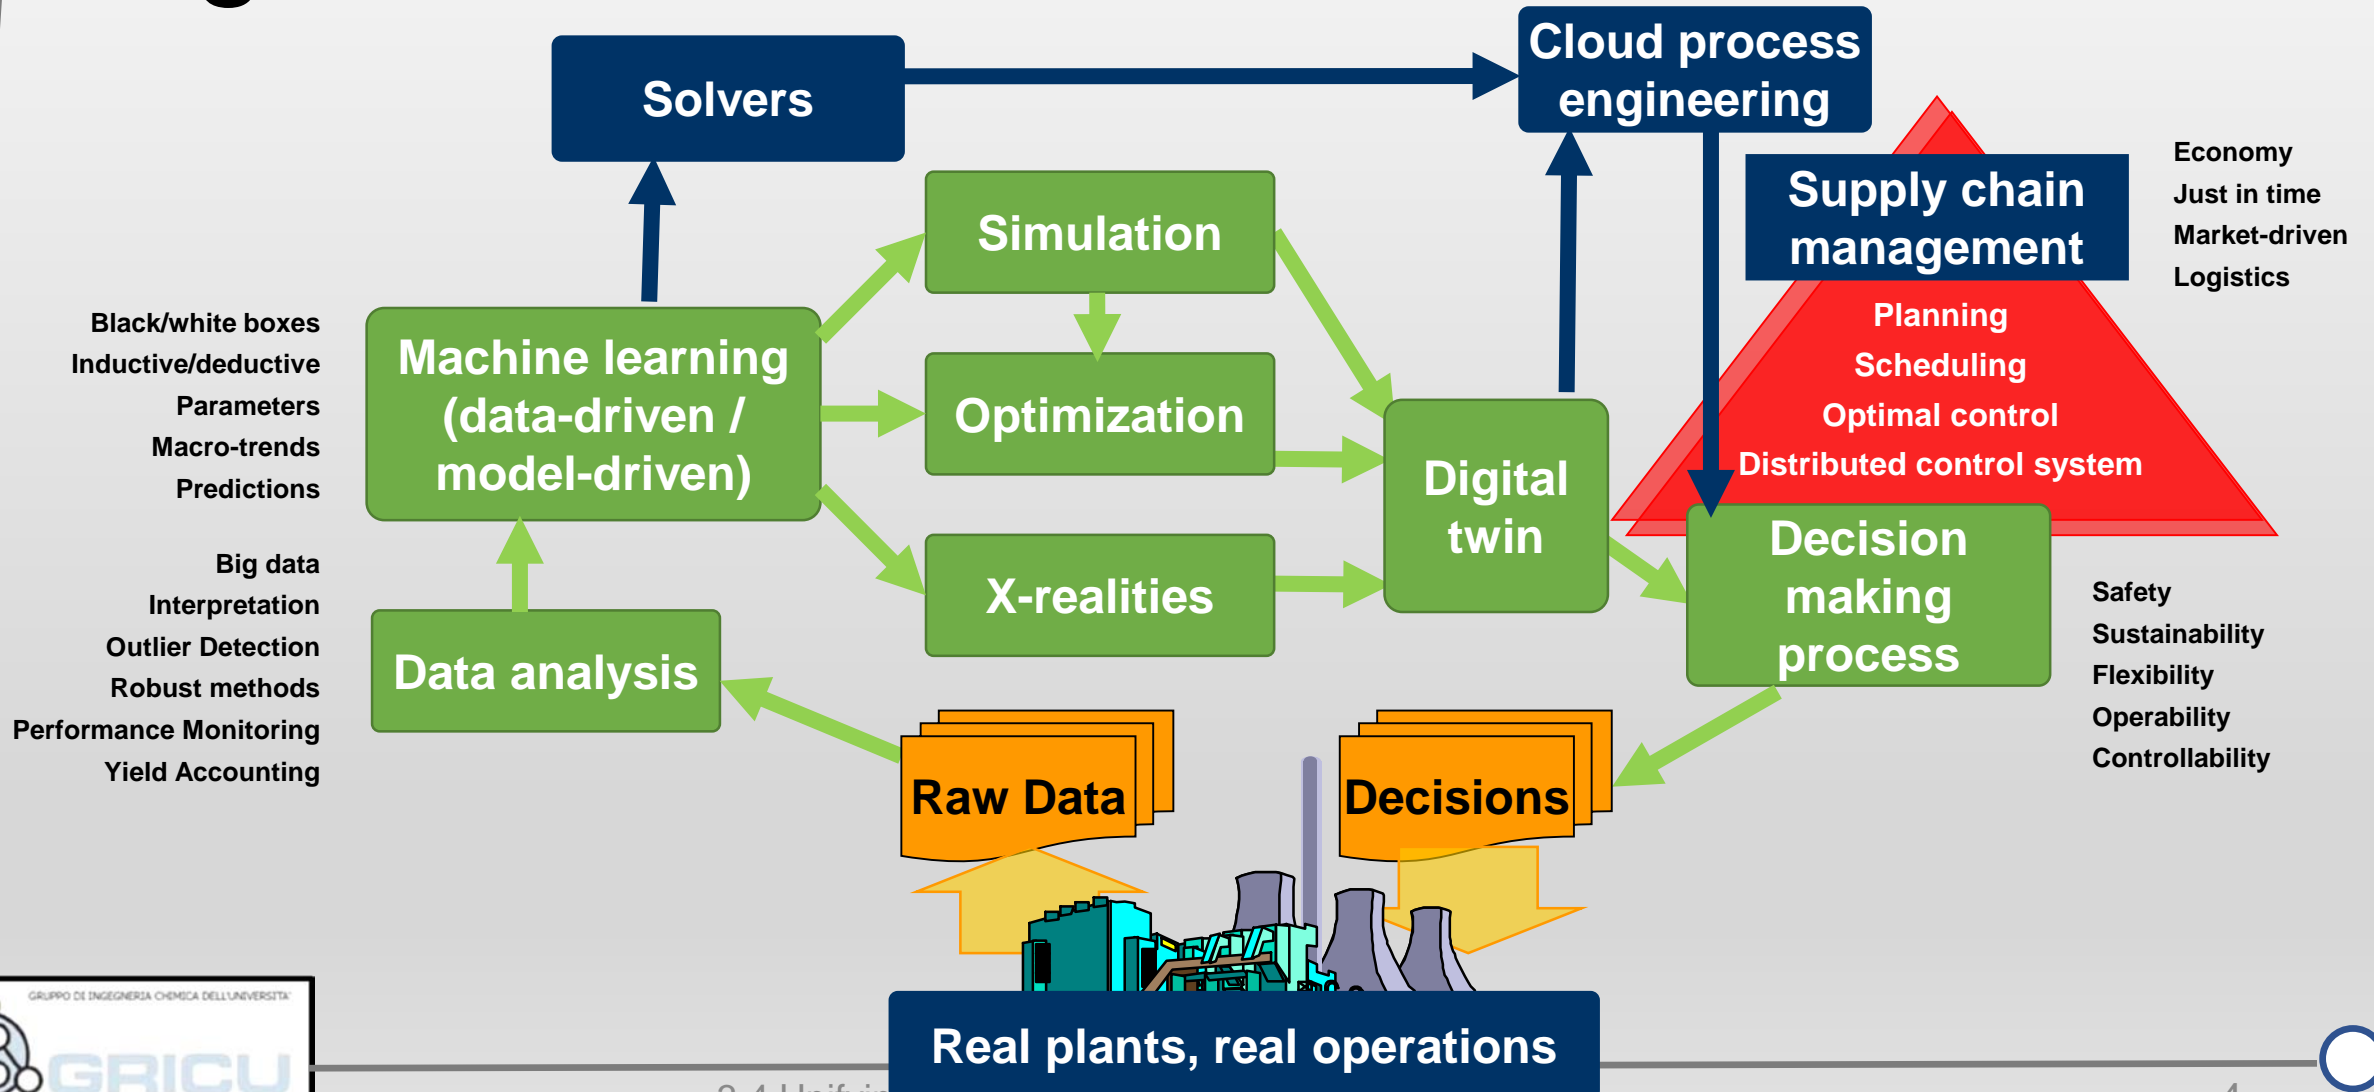 Solvers
Cloud process
engineering
Supply chain
management
Economy
Just in time
Market-driven
Logistics
Simulation
Planning
Scheduling
Optimal control
Distributed control system
Black/white boxes
Inductive/deductive
Parameters
Macro-trends
Predictions
Machine learning
(data-driven /
model-driven)
Optimization
Digital
twin
Decision
making
process
X-realities
Big data
Interpretation
Outlier Detection
Robust methods
Performance Monitoring
Yield Accounting
Data analysis
Safety
Sustainability
Flexibility
Operability
Controllability
Raw Data
Decisions
GRUPPO DI INGEGNERIA CHIMICA DELL'UNIVERSITA'
GRICU
Real plants, real operations